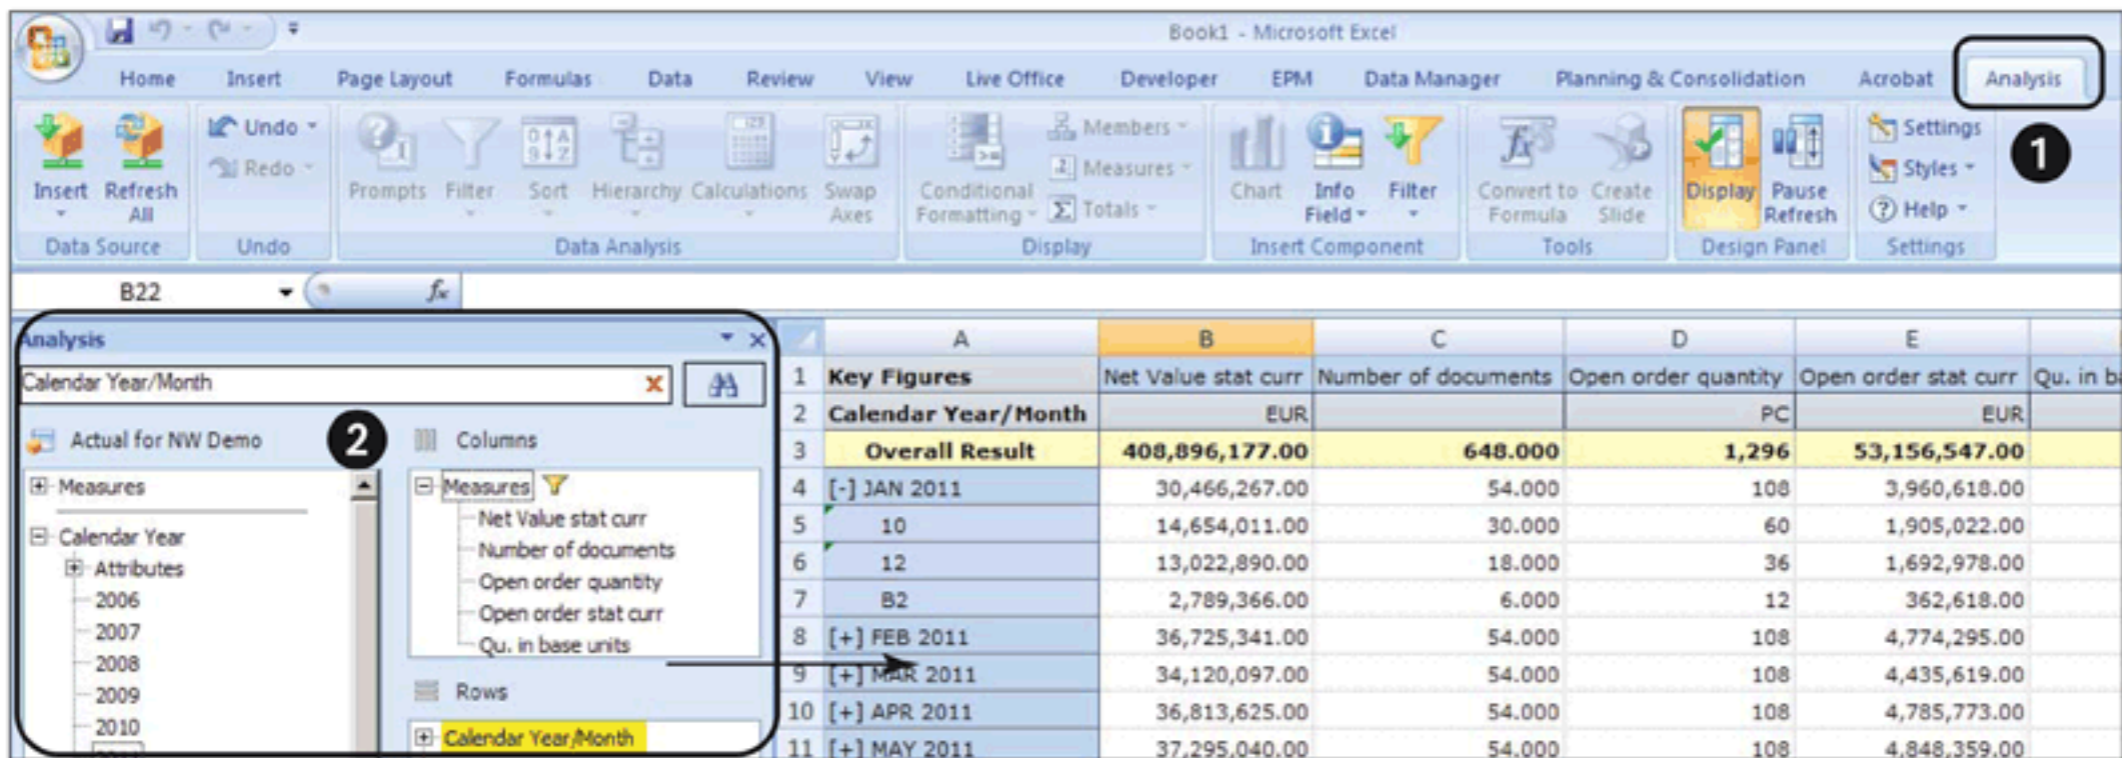 Book1 - Microsoft Excel
Home Insert Page Layout Formulas Data Review View Live Office Developer EPM Data Manager Planning & Consolidation Acrobat Analysis
1
Insert
Refresh All
Data Source
Undo
Redo
Undo
Prompts Filter Sort Hierarchy Calculations Swap Axes
Data Analysis
Conditional Formatting
Members
Measures
Totals
Display
Chart
Info Field
Filter
Insert Component
Convert to Formula
Create Slide
Tools
Display
Pause Refresh
Design Panel
Settings
Styles
Help
Settings
B22 fx
Analysis
Calendar Year/Month
Actual for NW Demo
2
Measures
Calendar Year
Attributes
2006
2007
2008
2009
2010
Columns
Measures
Net Value stat curr
Number of documents
Open order quantity
Open order stat curr
Qu. in base units
Rows
Calendar Year/Month
A B C D E
1 Key Figures Net Value stat curr Number of documents Open order quantity Open order stat curr Qu. in b
2 Calendar Year/Month EUR PC EUR
3 Overall Result 408,896,177.00 648.000 1,296 53,156,547.00
4 [-] JAN 2011 30,466,267.00 54.000 108 3,960,618.00
5 10 14,654,011.00 30.000 60 1,905,022.00
6 12 13,022,890.00 18.000 36 1,692,978.00
7 B2 2,789,366.00 6.000 12 362,618.00
8 [+] FEB 2011 36,725,341.00 54.000 108 4,774,295.00
9 [+] MAR 2011 34,120,097.00 54.000 108 4,435,619.00
10 [+] APR 2011 36,813,625.00 54.000 108 4,785,773.00
11 [+] MAY 2011 37,295,040.00 54.000 108 4,848,359.00